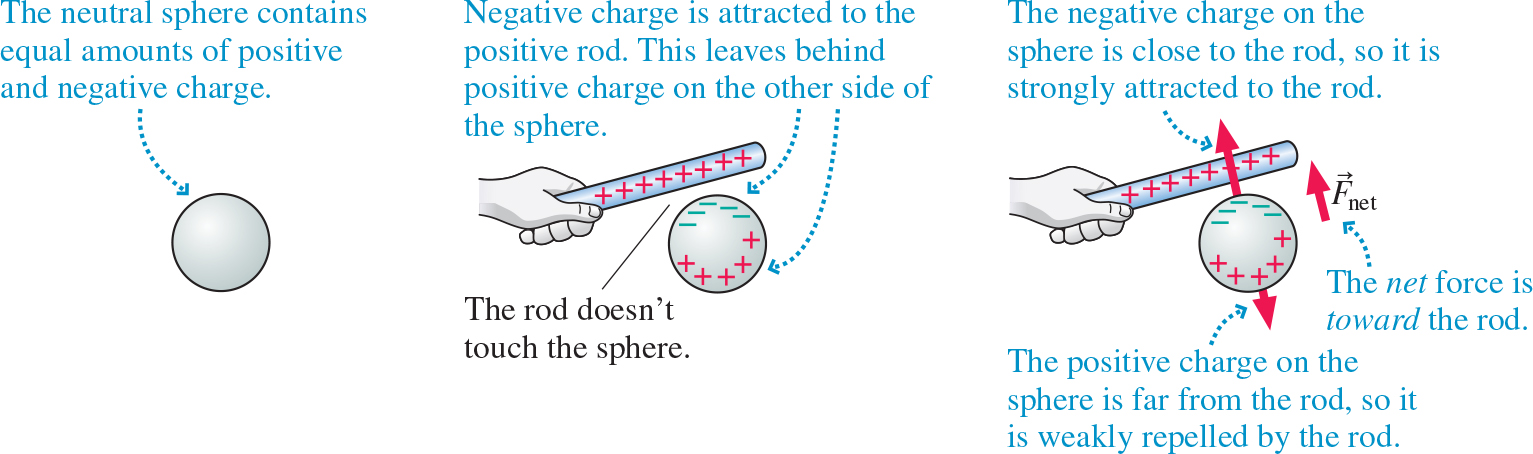 The neutral sphere contains
equal amounts of positive
and negative charge.
Negative charge is attracted to the
positive rod. This leaves behind
positive charge on the other side of
the sphere.
The rod doesn’t
touch the sphere.
The negative charge on the
sphere is close to the rod, so it is
strongly attracted to the rod.
F⃗net
The net force is
toward the rod.
The positive charge on the
sphere is far from the rod, so it
is weakly repelled by the rod.